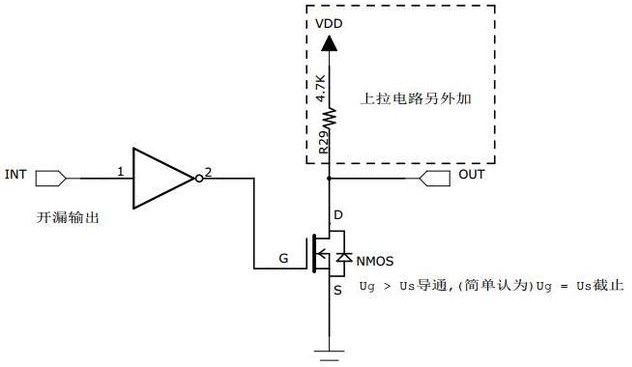 VDD
4.7K
R29
上拉电路另外加
INT
1
2
OUT
开漏输出
D
G
NMOS
S
Ug > Us导通,(简单认为)Ug = Us截止